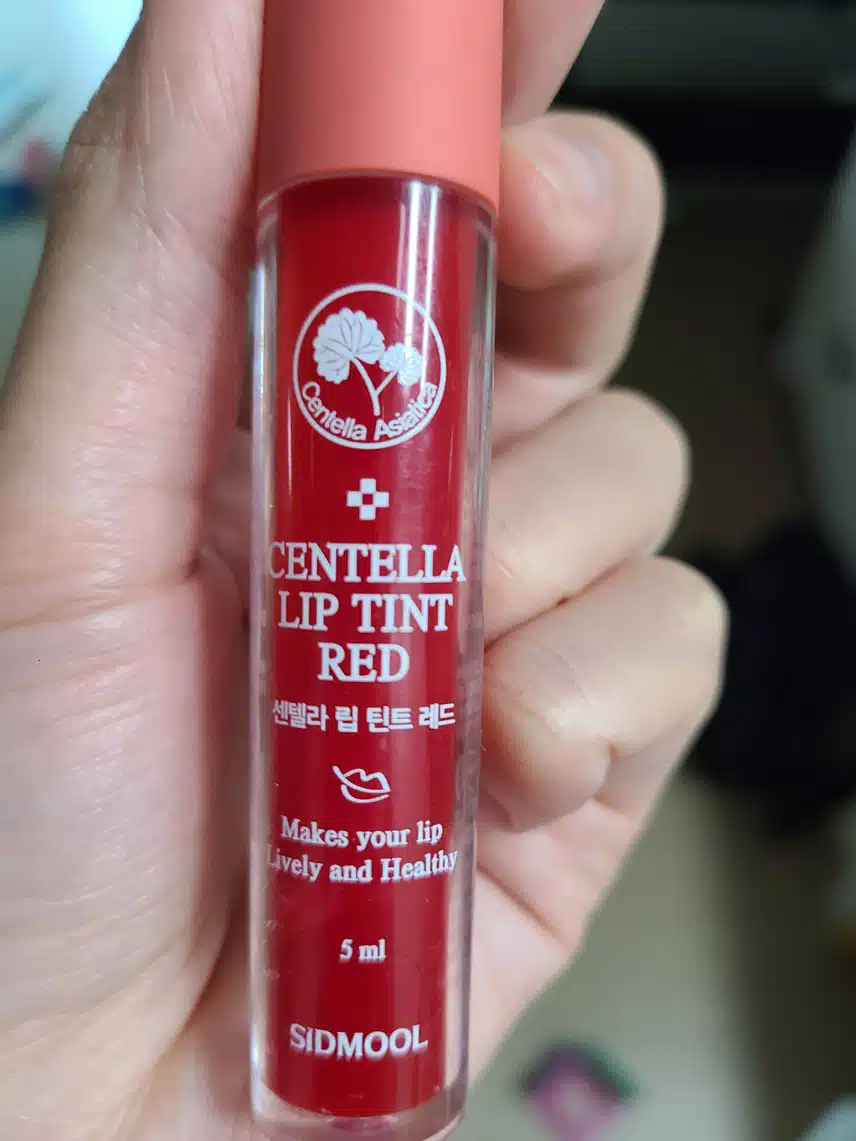 Centella Asiatica
CENTELLA
LIP TINT
RED
센텔라 립 틴트 레드
Makes your lip
Lively and Healthy
5 ml
SIDMOOL